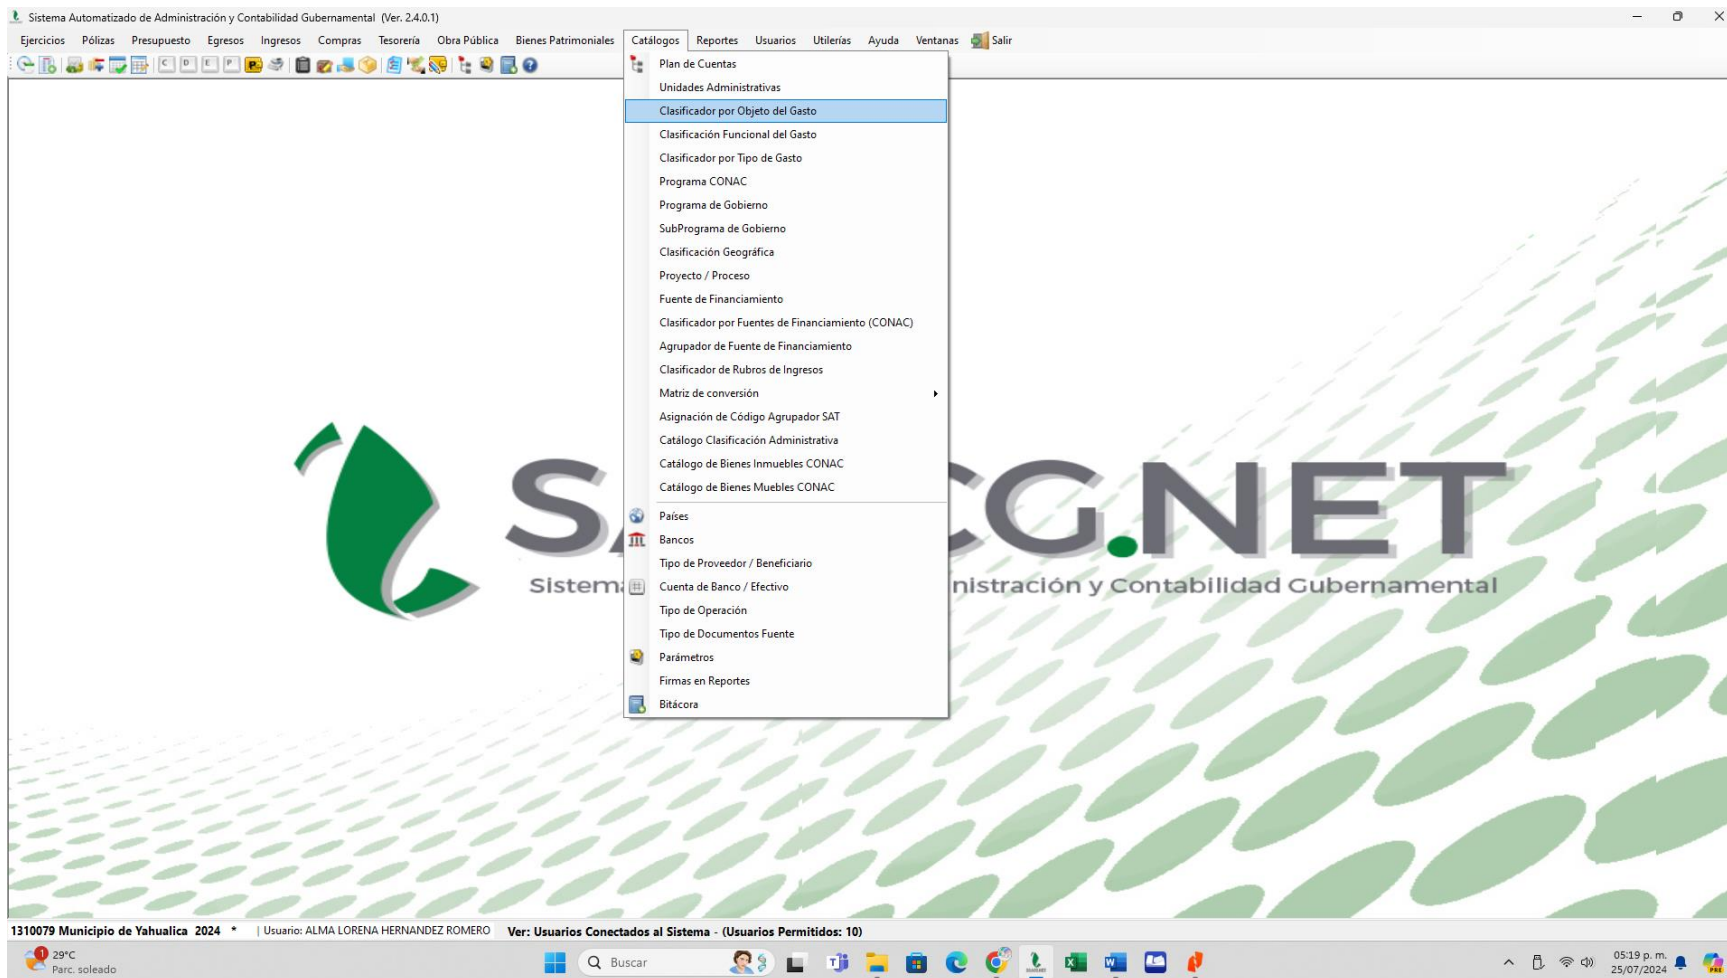 Sistema Automatizado de Administración y Contabilidad Gubernamental (Ver. 2.4.0.1)
Ejercicios Pólizas Presupuesto Egresos Ingresos Compras Tesorería Obra Pública Bienes Patrimoniales Catálogos Reportes Usuarios Utilerías Ayuda Ventanas Salir
C D E P
Plan de Cuentas
Unidades Administrativas
Clasificador por Objeto del Gasto
Clasificación Funcional del Gasto
Clasificador por Tipo de Gasto
Programa CONAC
Programa de Gobierno
SubPrograma de Gobierno
Clasificación Geográfica
Proyecto / Proceso
Fuente de Financiamiento
Clasificador por Fuentes de Financiamiento (CONAC)
Agrupador de Fuente de Financiamiento
Clasificador de Rubros de Ingresos
Matriz de conversión
Asignación de Código Agrupador SAT
Catálogo Clasificación Administrativa
Catálogo de Bienes Inmuebles CONAC
Catálogo de Bienes Muebles CONAC
Países
Bancos
Tipo de Proveedor / Beneficiario
Cuenta de Banco / Efectivo
Tipo de Operación
Tipo de Documentos Fuente
Parámetros
Firmas en Reportes
Bitácora
S CG.NET
Sistem nistración y Contabilidad Gubernamental
1310079 Municipio de Yahualica 2024 * | Usuario: ALMA LORENA HERNANDEZ ROMERO Ver: Usuarios Conectados al Sistema - (Usuarios Permitidos: 10)
1 29°C
Parc. soleado
Buscar
05:19 p. m.
25/07/2024